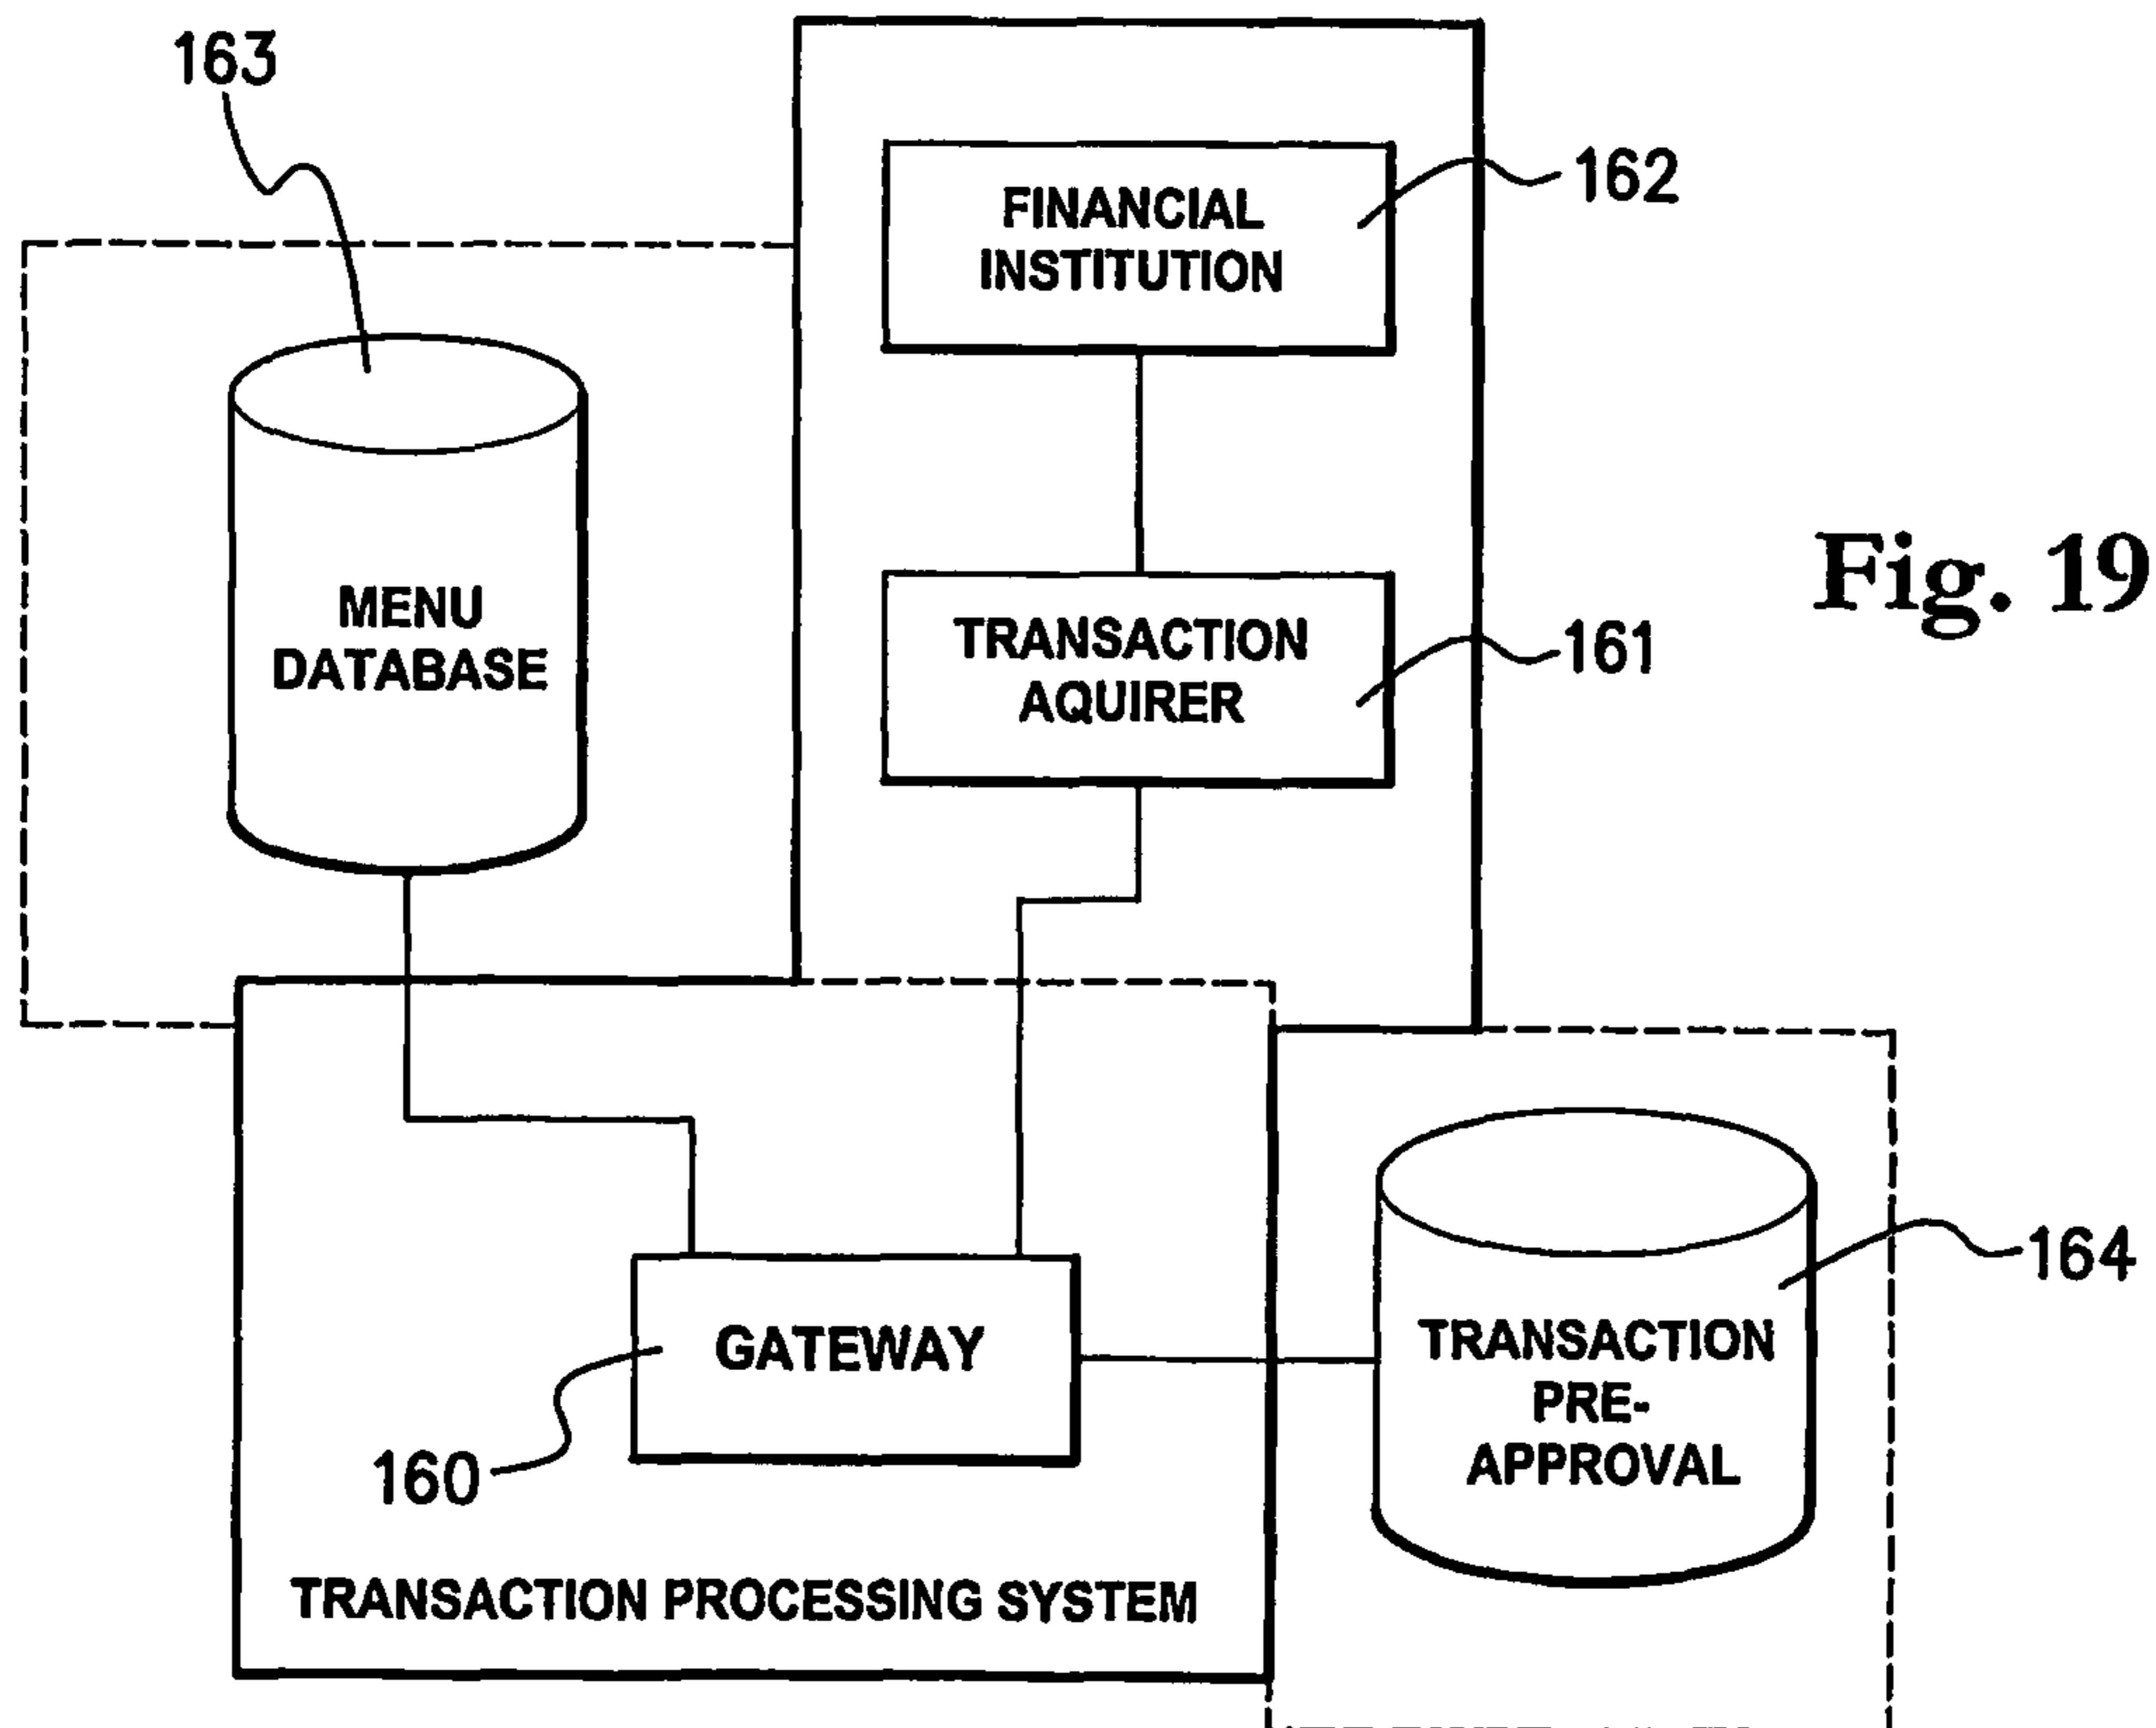 163
FINANCIAL
INSTITUTION
162
MENU
DATABASE
TRANSACTION
AQUIRER
161
Fig. 19
GATEWAY
160
TRANSACTION
PRE-
APPROVAL
164
TRANSACTION PROCESSING SYSTEM